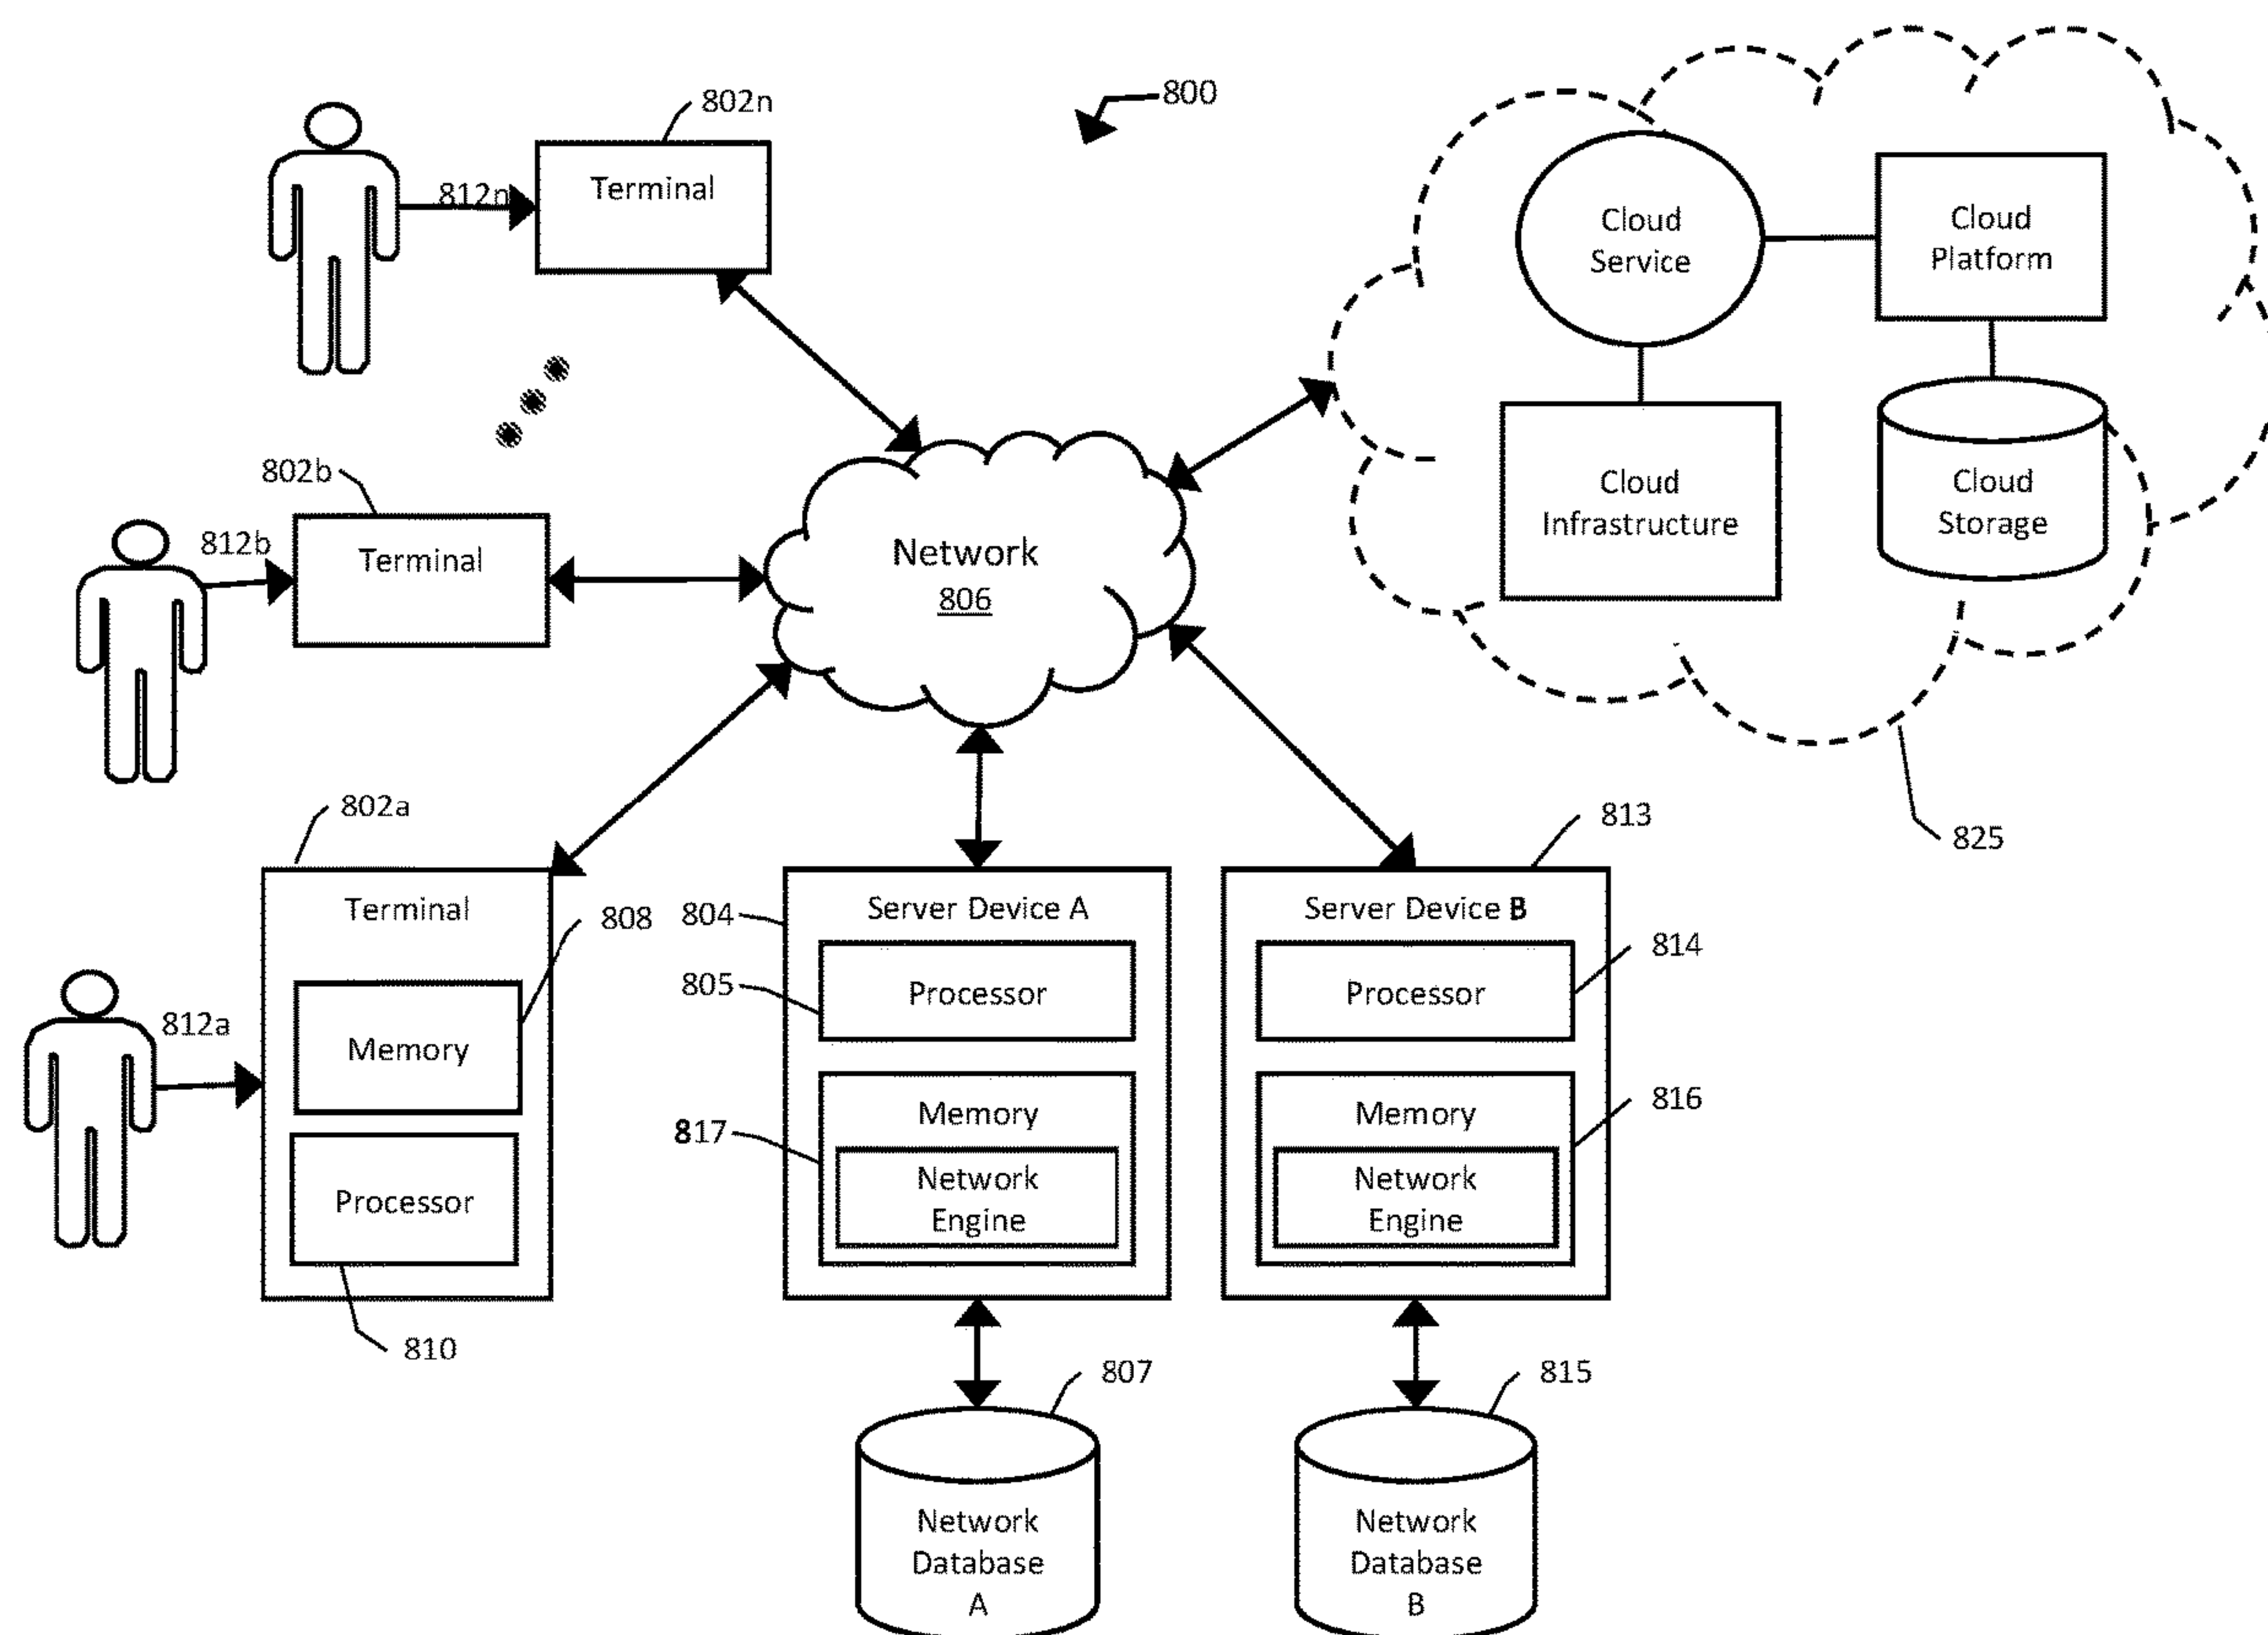 802n
800
812n
Terminal
Cloud
Service
Cloud
Platform
802b
812b
Terminal
Network
806
Cloud
Infrastructure
Cloud
Storage
802a
813
825
Terminal
808
804
Server Device A
Server Device B
814
805
Processor
Processor
812a
Memory
817
Memory
Memory
816
Processor
Network
Engine
Network
Engine
810
807
815
Network
Database
A
Network
Database
B